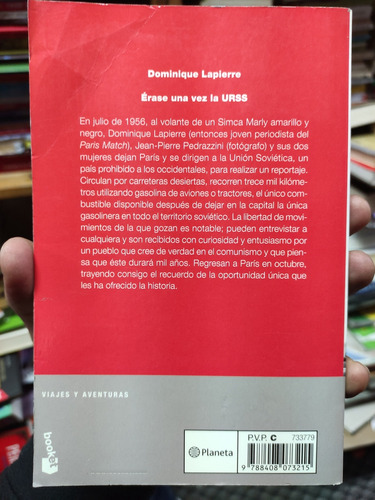 Dominique Lapierre
Érase una vez la URSS
En julio de 1956, al volante de un Simca Marly amarillo y
negro, Dominique Lapierre (entonces joven periodista del
Paris Match), Jean-Pierre Pedrazzini (fotógrafo) y sus dos
mujeres dejan París y se dirigen a la Unión Soviética, un
país prohibido a los occidentales, para realizar un reportaje.
Circulan por carreteras desiertas, recorren trece mil kilóme-
tros utilizando gasolina de aviones o tractores, el único com-
bustible disponible después de dejar en la capital la única
gasolinera en todo el territorio soviético. La libertad de movi-
mientos de la que gozan es notable; pueden entrevistar a
cualquiera y son recibidos con curiosidad y entusiasmo por
un pueblo que cree de verdad en el comunismo y que pien-
sa que éste durará mil años. Regresan a París en octubre,
trayendo consigo el recuerdo de la oportunidad única que
les ha ofrecido la historia.
VIAJES Y AVENTURAS
booket
Planeta
P.V.P. C 733779
9 788408 073215